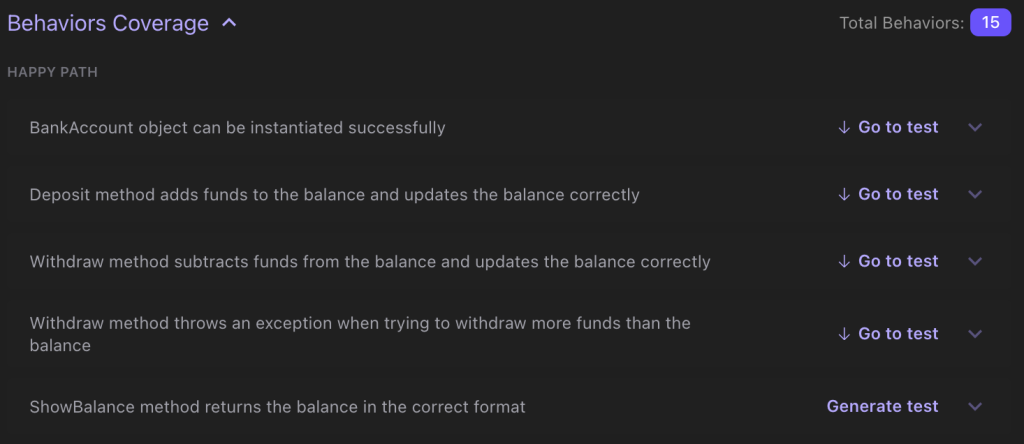 Behaviors Coverage
Total Behaviors: 15
HAPPY PATH
BankAccount object can be instantiated successfully
Go to test
Deposit method adds funds to the balance and updates the balance correctly
Go to test
Withdraw method subtracts funds from the balance and updates the balance correctly
Go to test
Withdraw method throws an exception when trying to withdraw more funds than the
balance
Go to test
ShowBalance method returns the balance in the correct format
Generate test